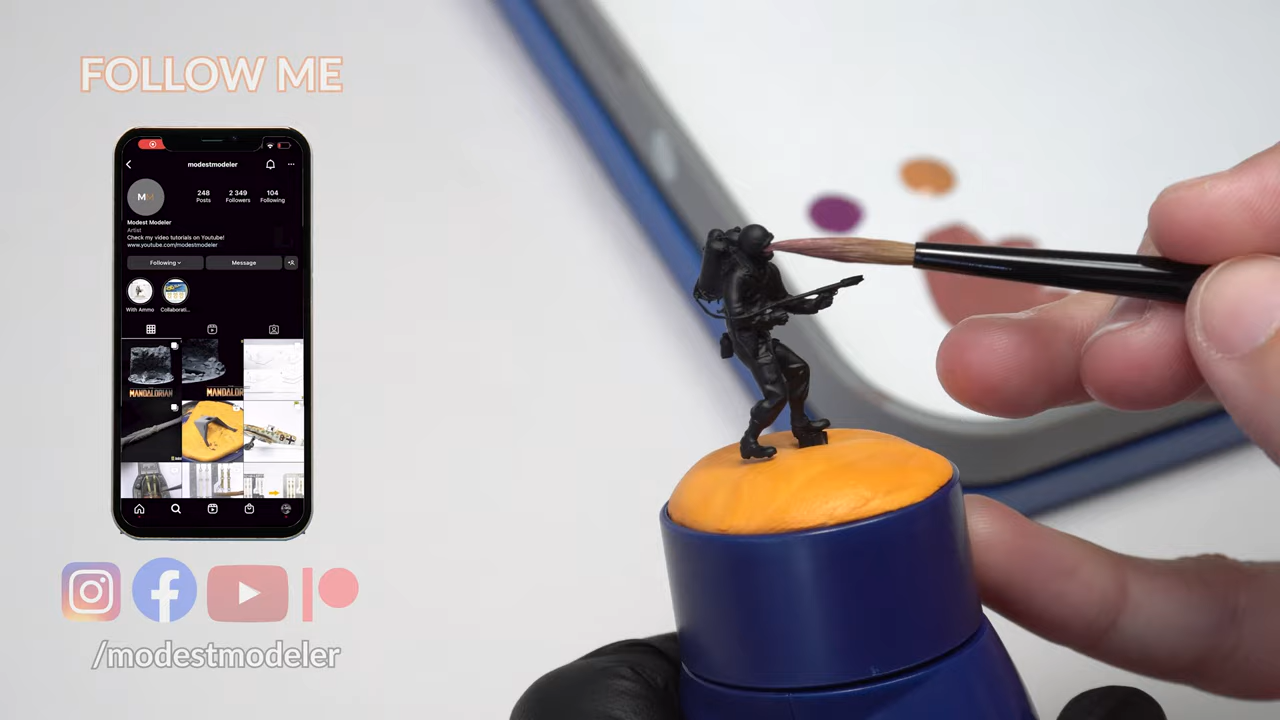 FOLLOW ME
modestmodeler
248
2 349
104
Posts
Followers
Following
Modest Modeler
Artist
Check my video tutorials on Youtube!
www.youtube.com/modestmodeler
Following
Message
With Ammo
Collaborati...
MANDALORIAN
MANDALORIAN
/modestmodeler